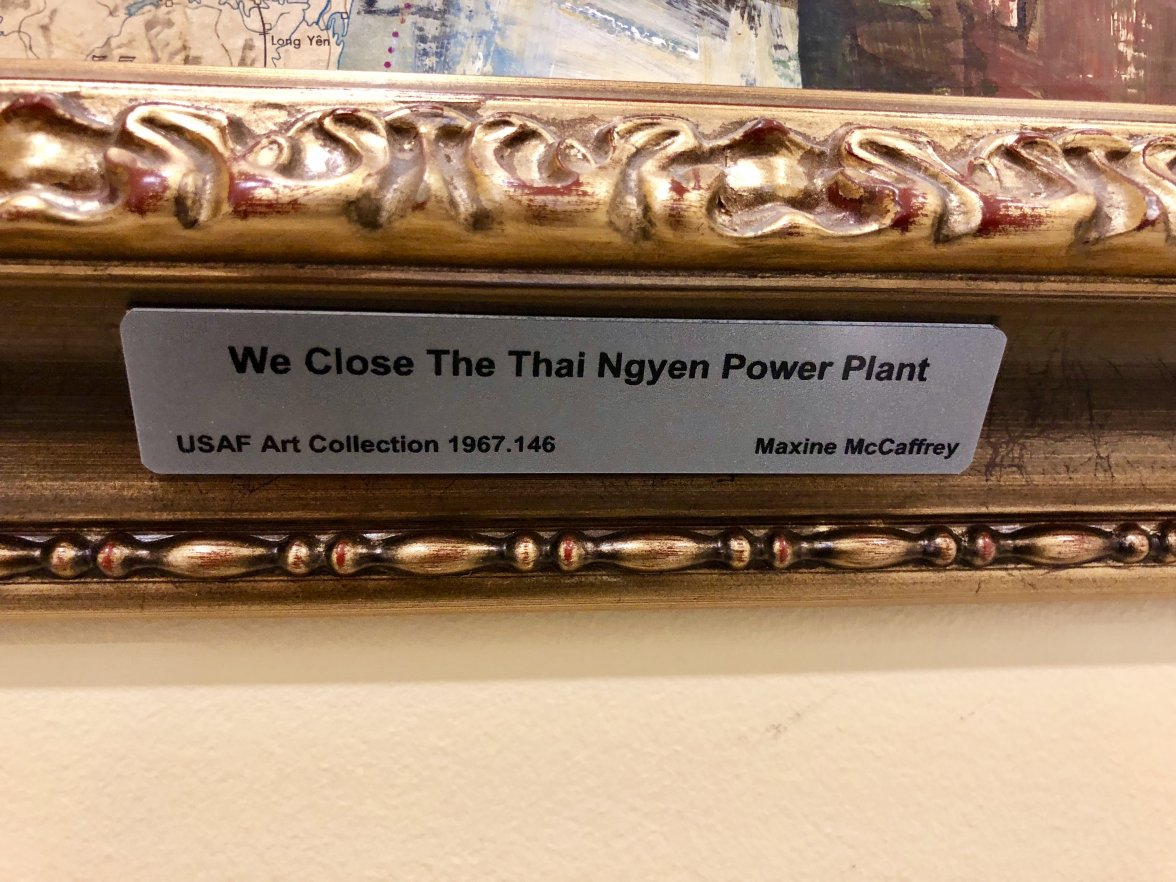 Long Yên
We Close The Thai Ngyen Power Plant
USAF Art Collection 1967.146
Maxine McCaffrey